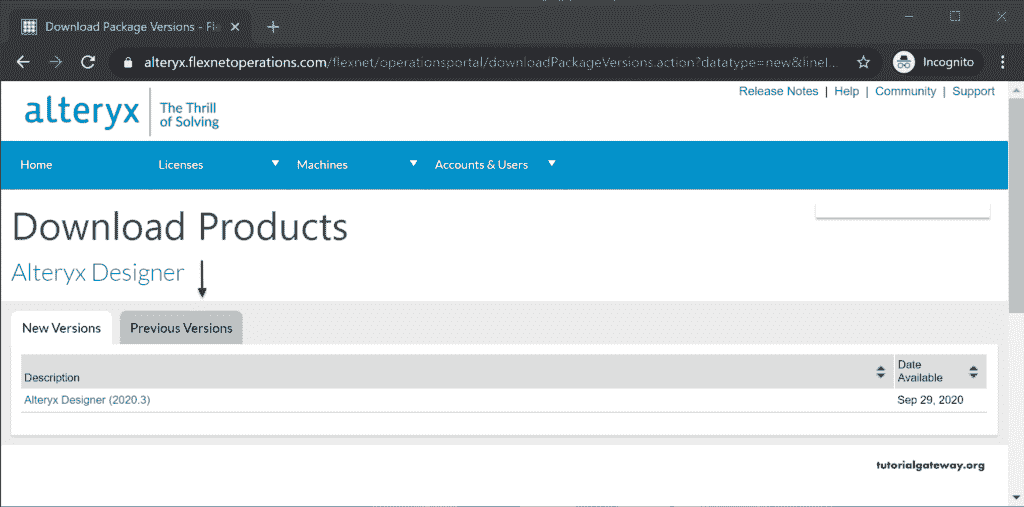 Download Package Versions - Fle
alteryx.flexnetoperations.com/flexnet/operationsportal/downloadPackageVersions.action?datatype=new&linel...
Incognito
Release Notes | Help | Community | Support
alteryx
The Thrill
of Solving
Home Licenses Machines Accounts & Users
Download Products
Alteryx Designer
New Versions Previous Versions
Description Date
Available
Alteryx Designer (2020.3) Sep 29, 2020
tutorialgateway.org